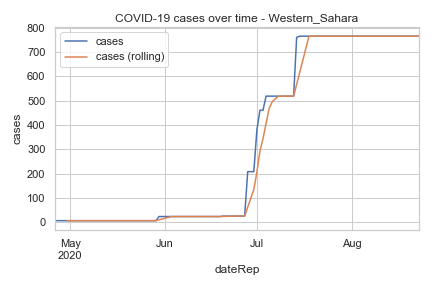 COVID-19 cases over time - Western_Sahara
cases
cases (rolling)
800
700
600
500
400
300
200
100
0
cases
May
2020
Jun
Jul
Aug
dateRep